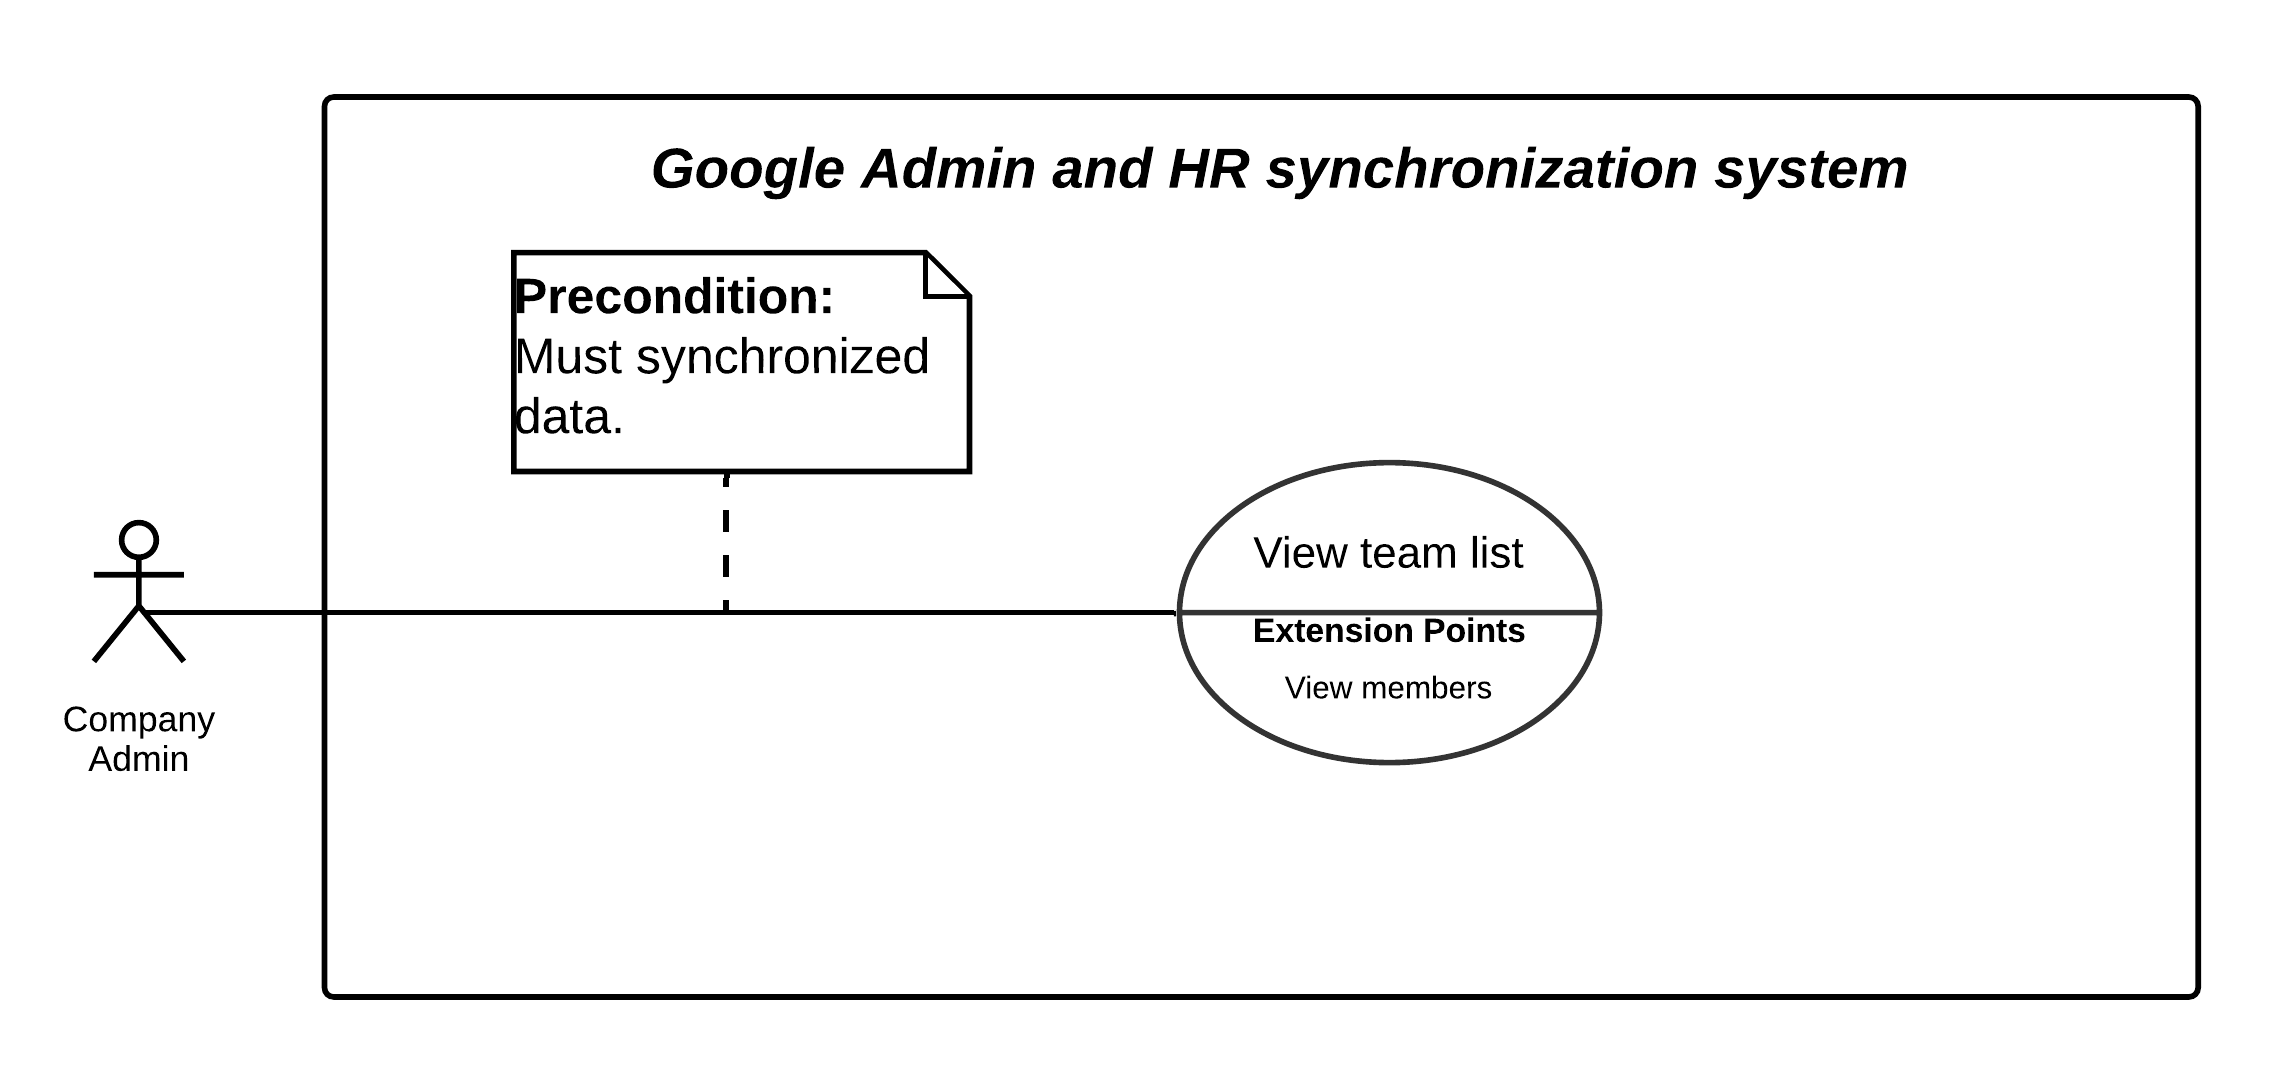 Google Admin and HR synchronization system
Precondition:
Must synchronized
data.
View team list
Extension Points
View members
Company
Admin